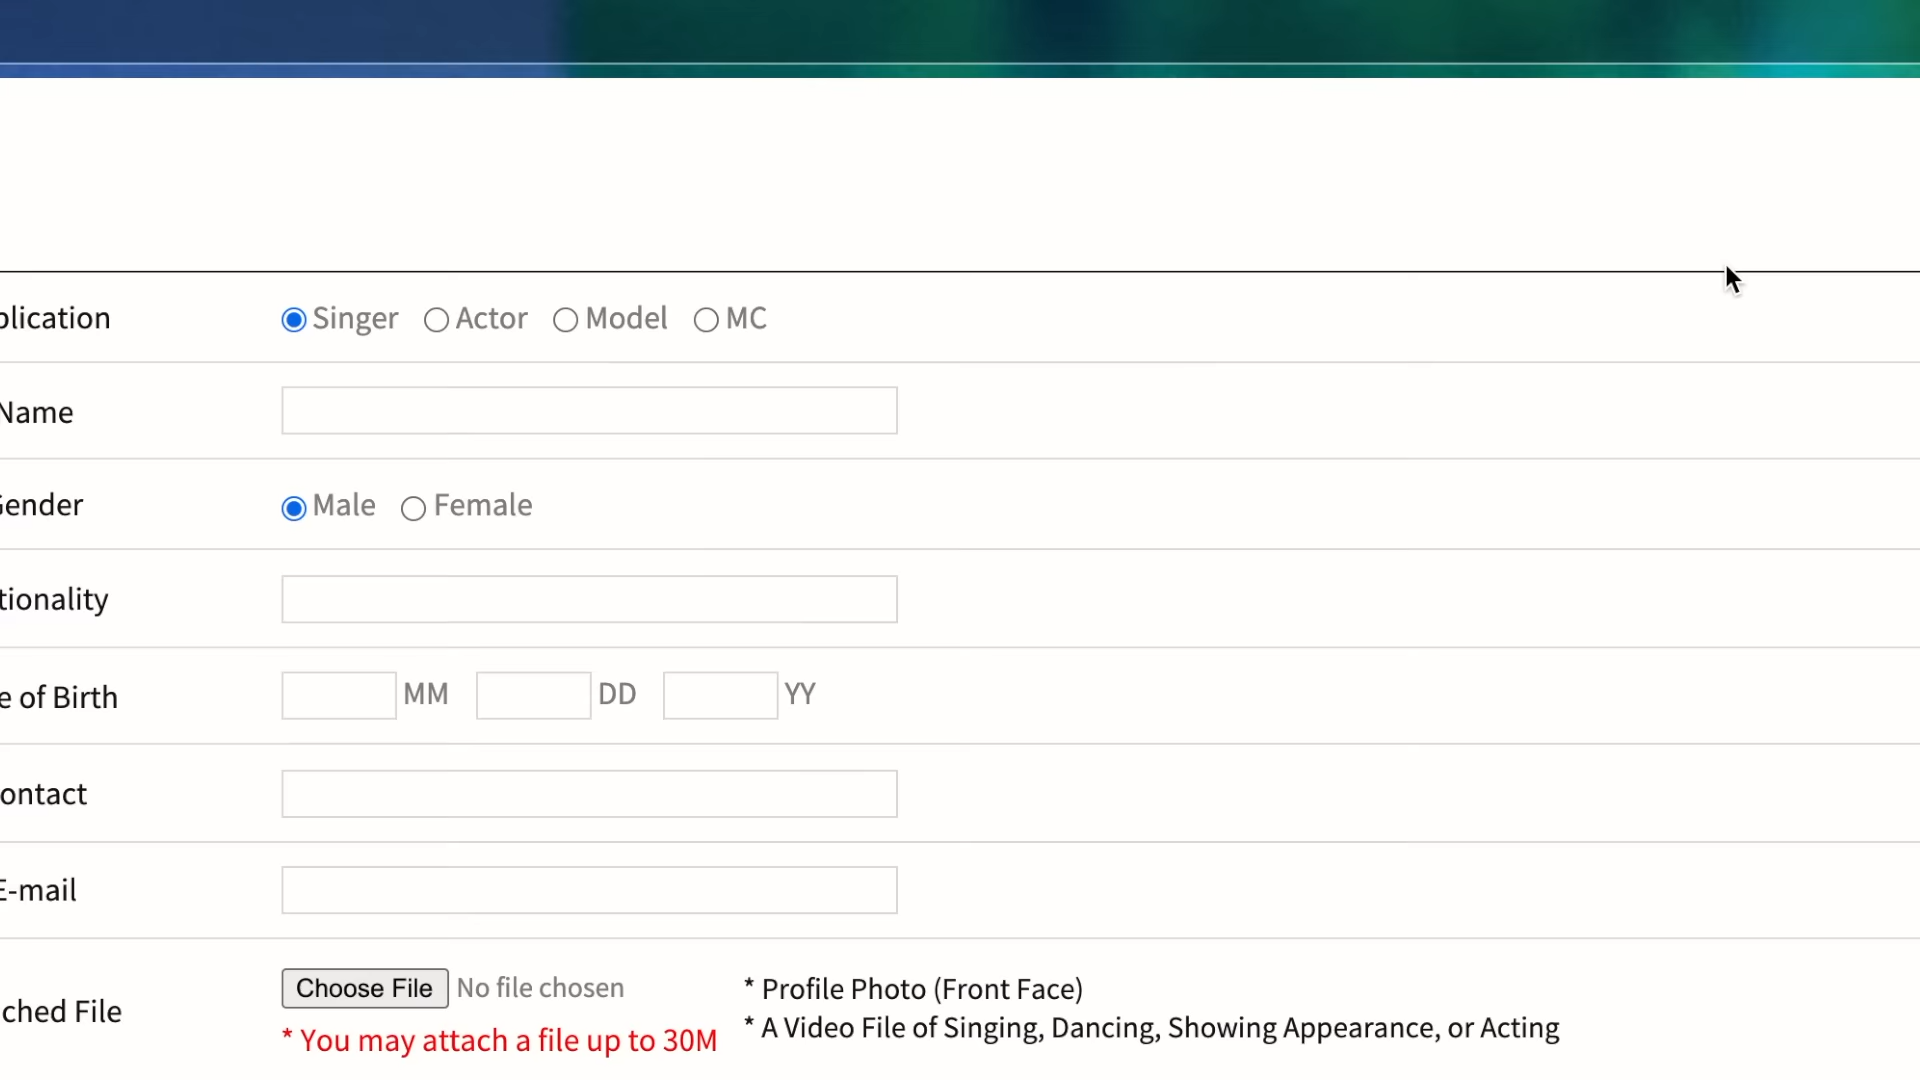 plication Singer Actor Model MC
Name
Gender Male Female
tionality
e of Birth MM DD YY
ontact
E-mail
ched File Choose File No file chosen * Profile Photo (Front Face)
* You may attach a file up to 30M * A Video File of Singing, Dancing, Showing Appearance, or Acting